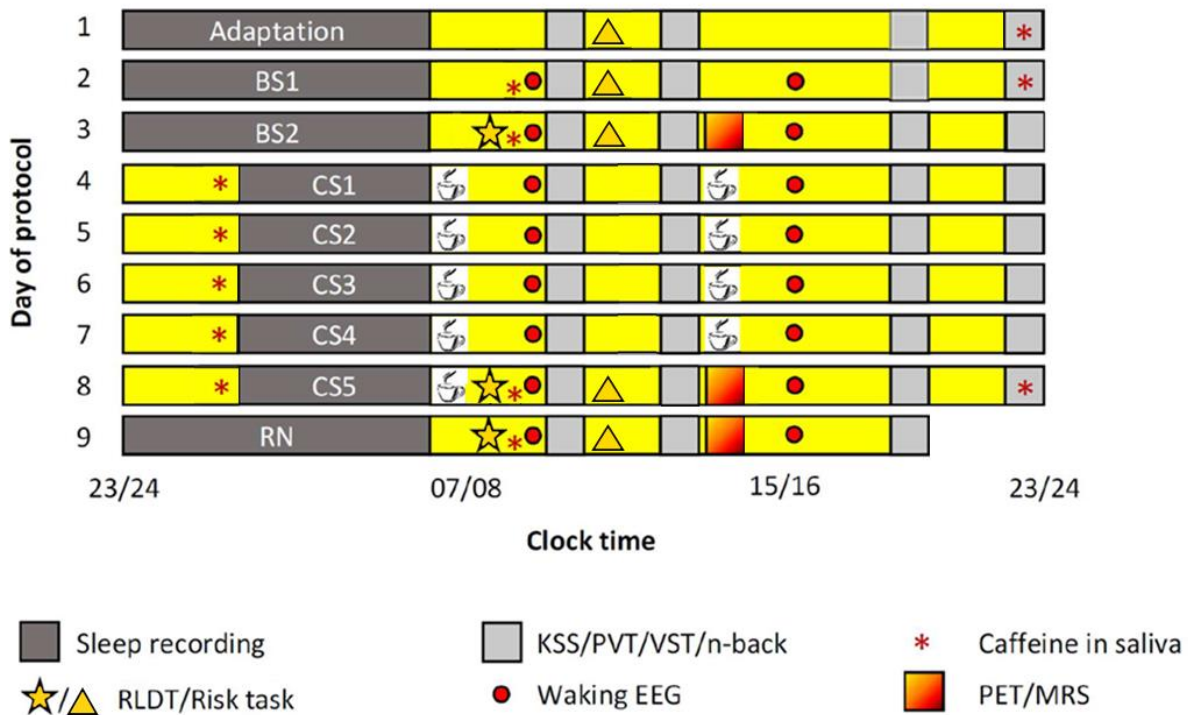 Day of protocol
1 Adaptation *
2 BS1 * *
3 BS2 *
4 * CS1
5 * CS2
6 * CS3
7 * CS4
8 * CS5 * *
9 RN *
23/24 07/08 15/16 23/24
Clock time
Sleep recording KSS/PVT/VST/n-back * Caffeine in saliva
/ RLDT/Risk task Waking EEG PET/MRS